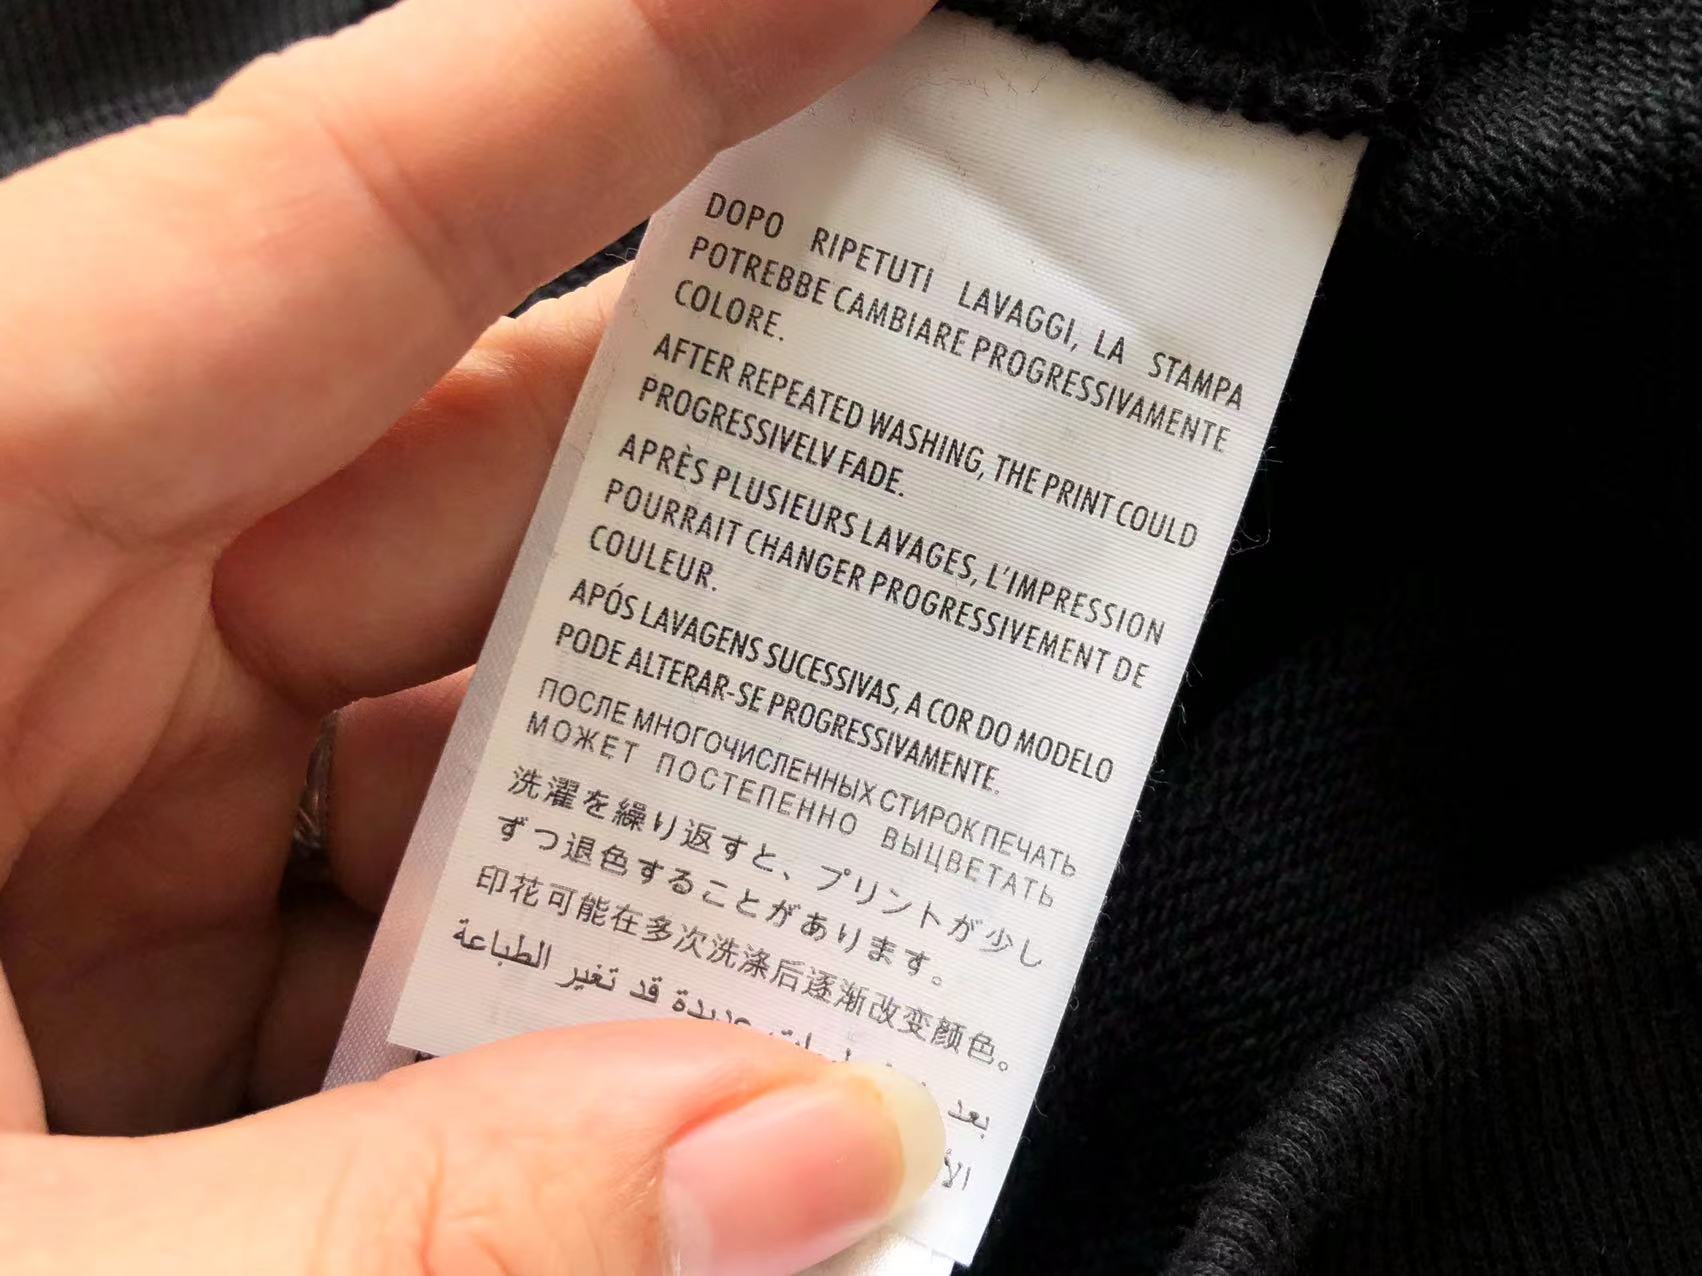 DOPO RIPETUTI LAVAGGI, LA STAMPA
POTREBBE CAMBIARE PROGRESSIVAMENTE
COLORE.
AFTER REPEATED WASHING, THE PRINT COULD
PROGRESSIVELV FADE.
APRÈS PLUSIEURS LAVAGES, L'IMPRESSION
POURRAIT CHANGER PROGRESSIVEMENT DE
COULEUR.
APÓS LAVAGENS SUCESSIVAS, A COR DO MODELO
PODE ALTERAR-SE PROGRESSIVAMENTE.
ПОСЛЕ МНОГОЧИСЛЕННЫХ СТИРОК ПЕЧАТЬ
МОЖЕТ ПОСТЕПЕННО ВЫЦВЕТАТЬ
洗濯を繰り返すと、プリントが少し
ずつ退色することがあります。
印花可能在多次洗涤后逐渐改变颜色。
بعد عديدة قد تغير الطباعة